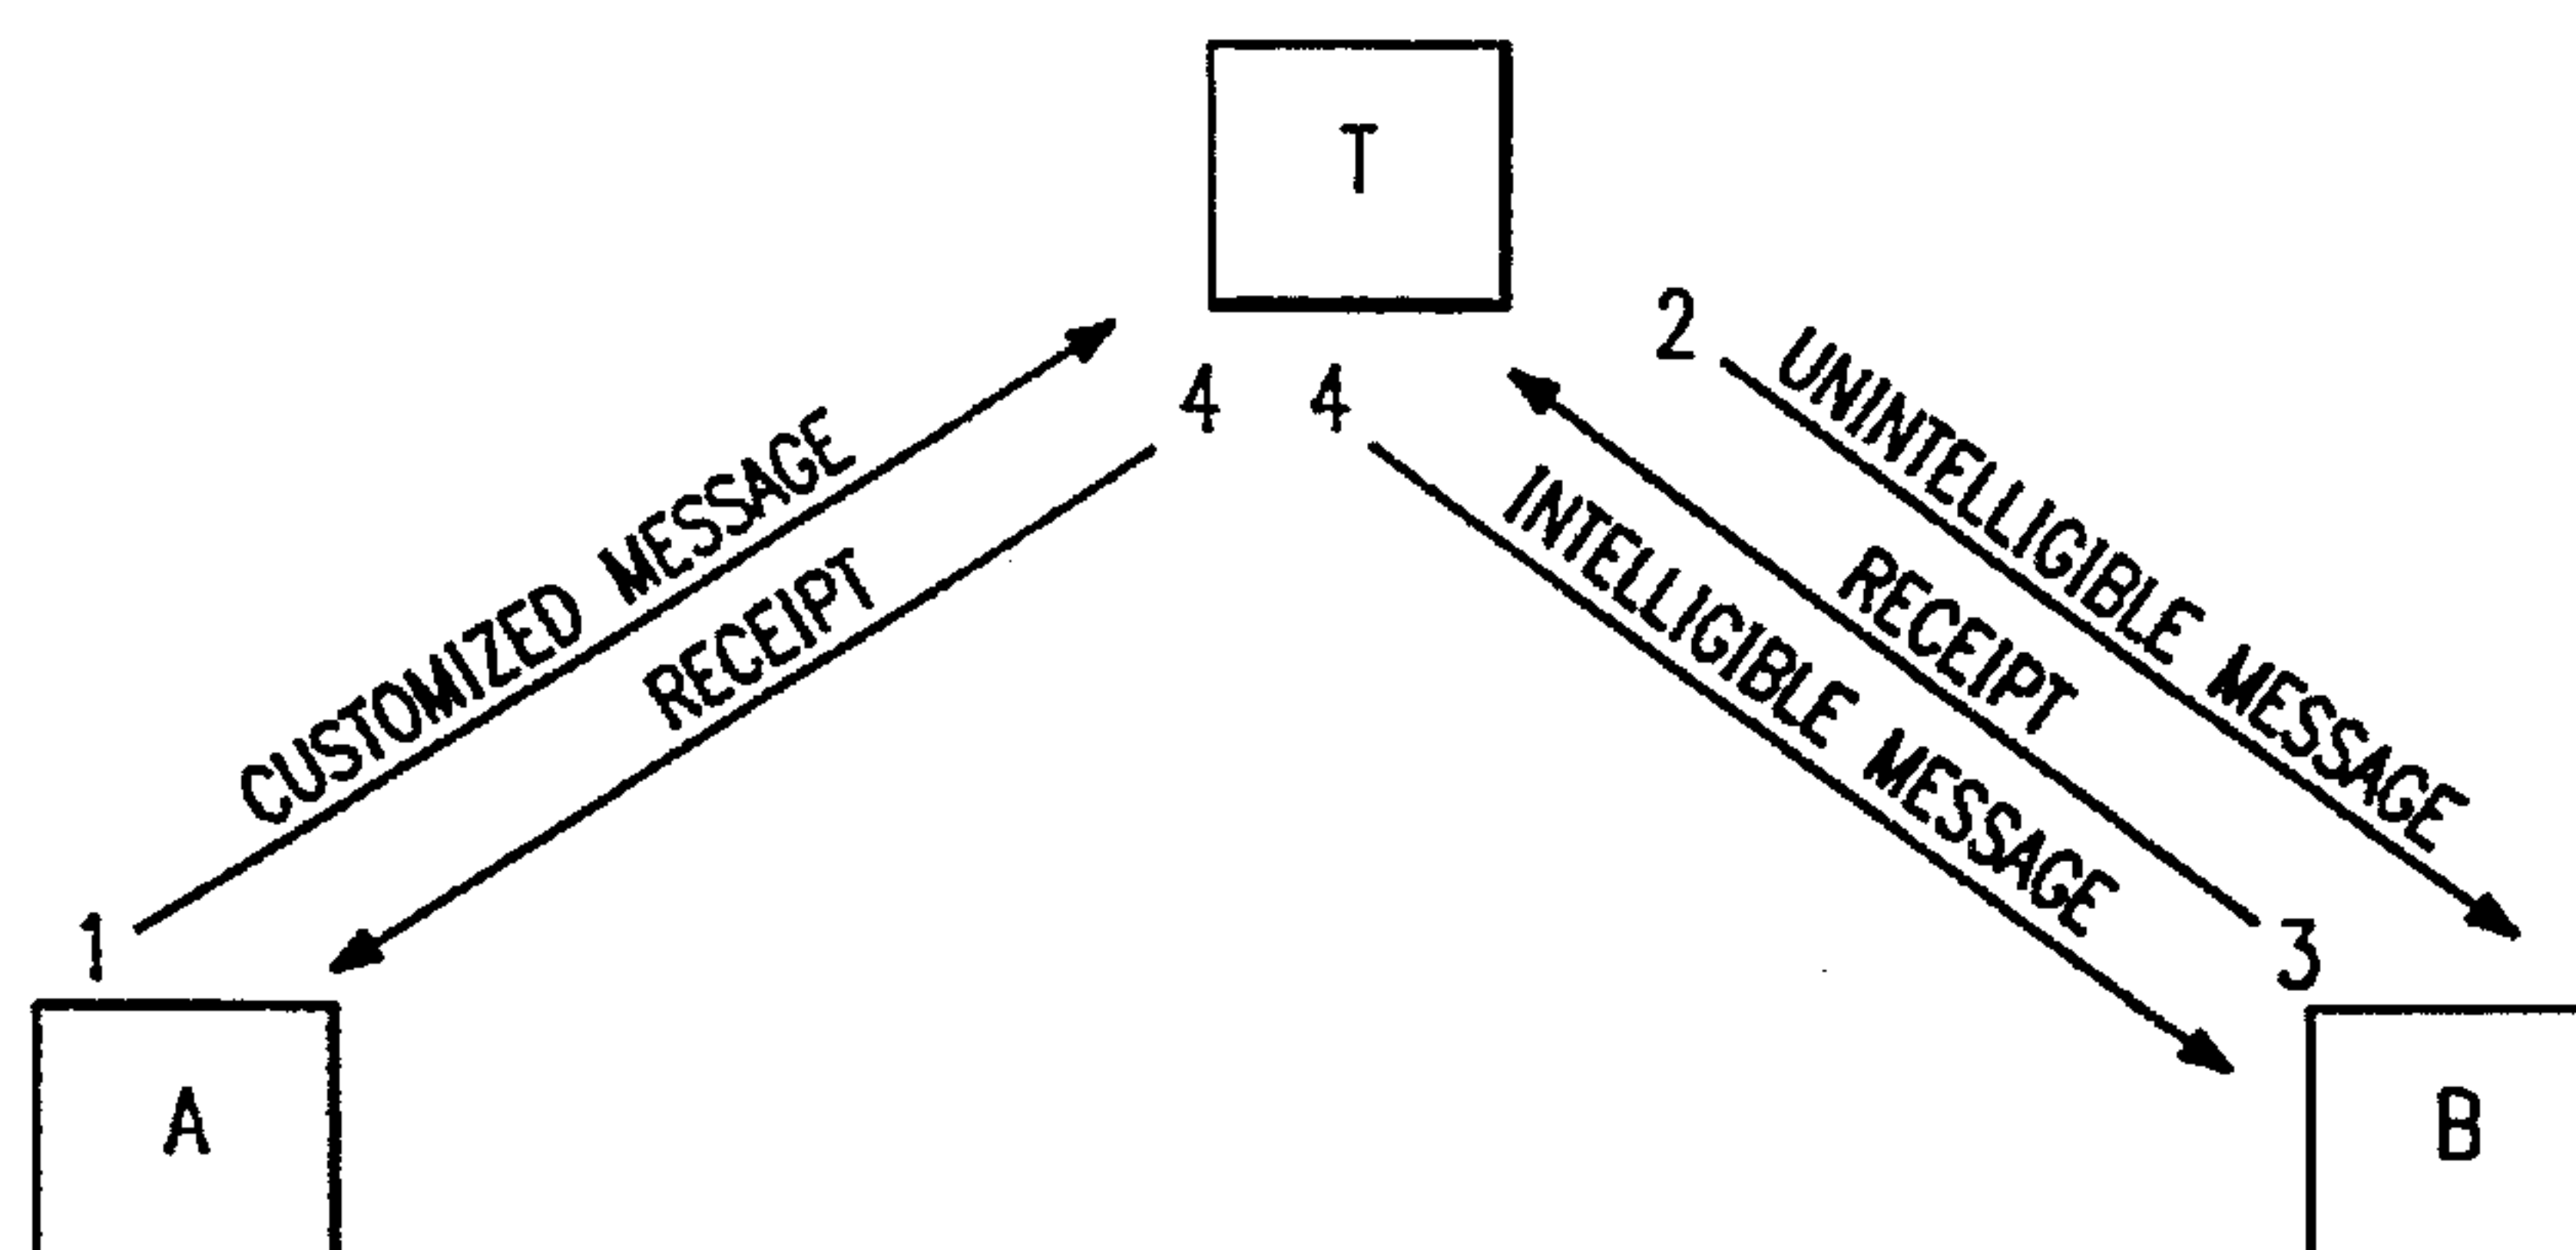 T
2
UNINTELLIGIBLE MESSAGE
4
4
CUSTOMIZED MESSAGE
RECEIPT
RECEIPT
INTELLIGIBLE MESSAGE
1
3
A
B